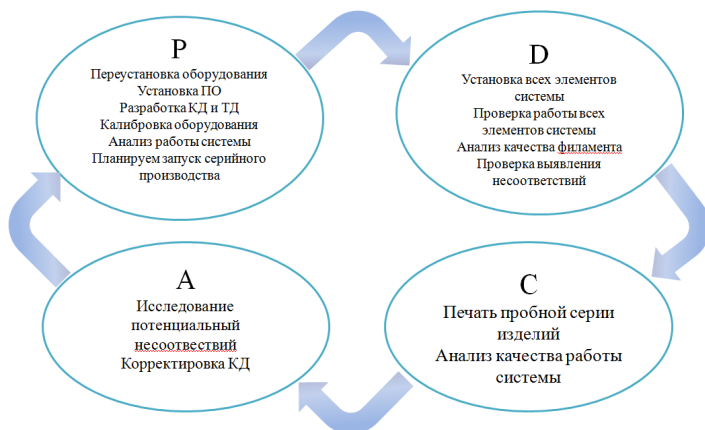 P
Переустановка оборудования
Установка ПО
Разработка КД и ТД
Калибровка оборудования
Анализ работы системы
Планируем запуск серийного
производства
D
Установка всех элементов
системы
Проверка работы всех
элементов системы
Анализ качества филамента
Проверка выявления
несоответствий
C
Печать пробной серии
изделий
Анализ качества работы
системы
A
Исследование
потенциальный
несоотвествий
Корректировка КД